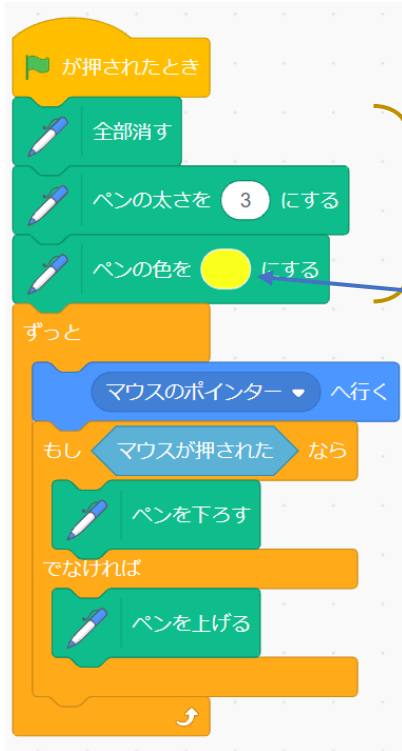 が押されたとき
全部消す
ペンの太さを 3 にする
ペンの色を にする
ずっと
マウスのポインター へ行く
もし マウスが押された なら
ペンを下ろす
でなければ
ペンを上げる